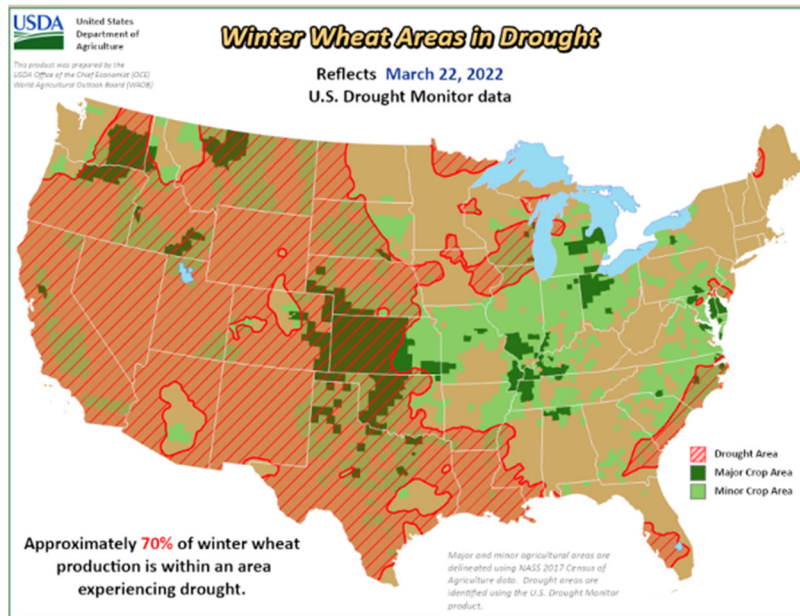 USDA
United States
Department of
Agriculture
This product was prepared by the
USDA Office of the Chief Economist (OCE)
World Agricultural Outlook Board (WAOB)
Winter Wheat Areas in Drought
Reflects March 22, 2022
U.S. Drought Monitor data
Drought Area
Major Crop Area
Minor Crop Area
Approximately 70% of winter wheat
production is within an area
experiencing drought.
Major and minor agricultural areas are
delineated using NASS 2017 Census of
Agriculture data. Drought areas are
identified using the U.S. Drought Monitor
product.